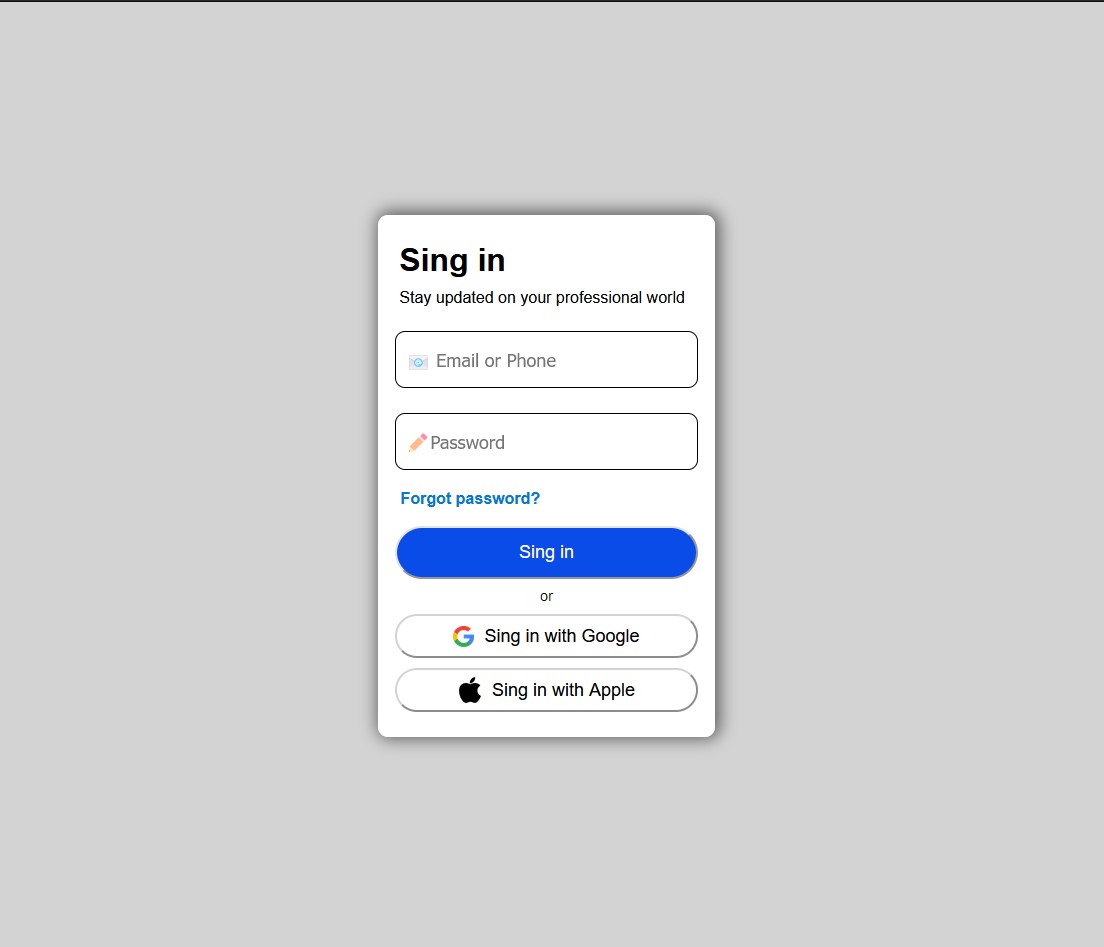 Sing in
Stay updated on your professional world
Email or Phone
Password
Forgot password?
Sing in
or
Sing in with Google
Sing in with Apple